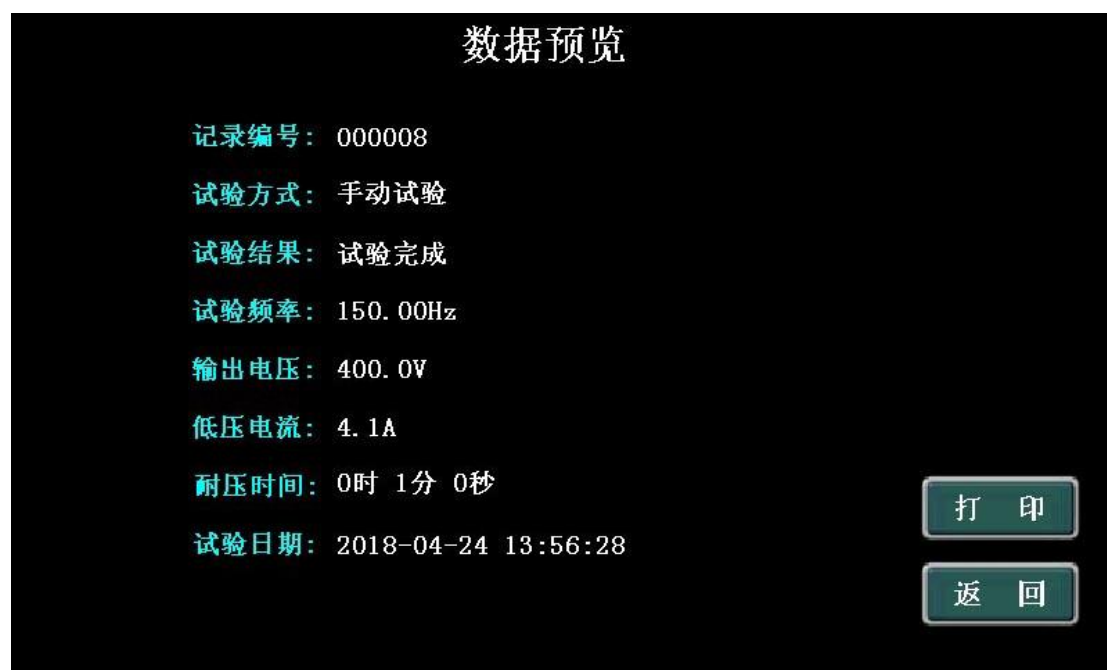 数据预览
记录编号: 000008
试验方式: 手动试验
试验结果: 试验完成
试验频率: 150.00Hz
输出电压: 400.0V
低压电流: 4.1A
耐压时间: 0时 1分 0秒
试验日期: 2018-04-24 13:56:28
打 印
返 回